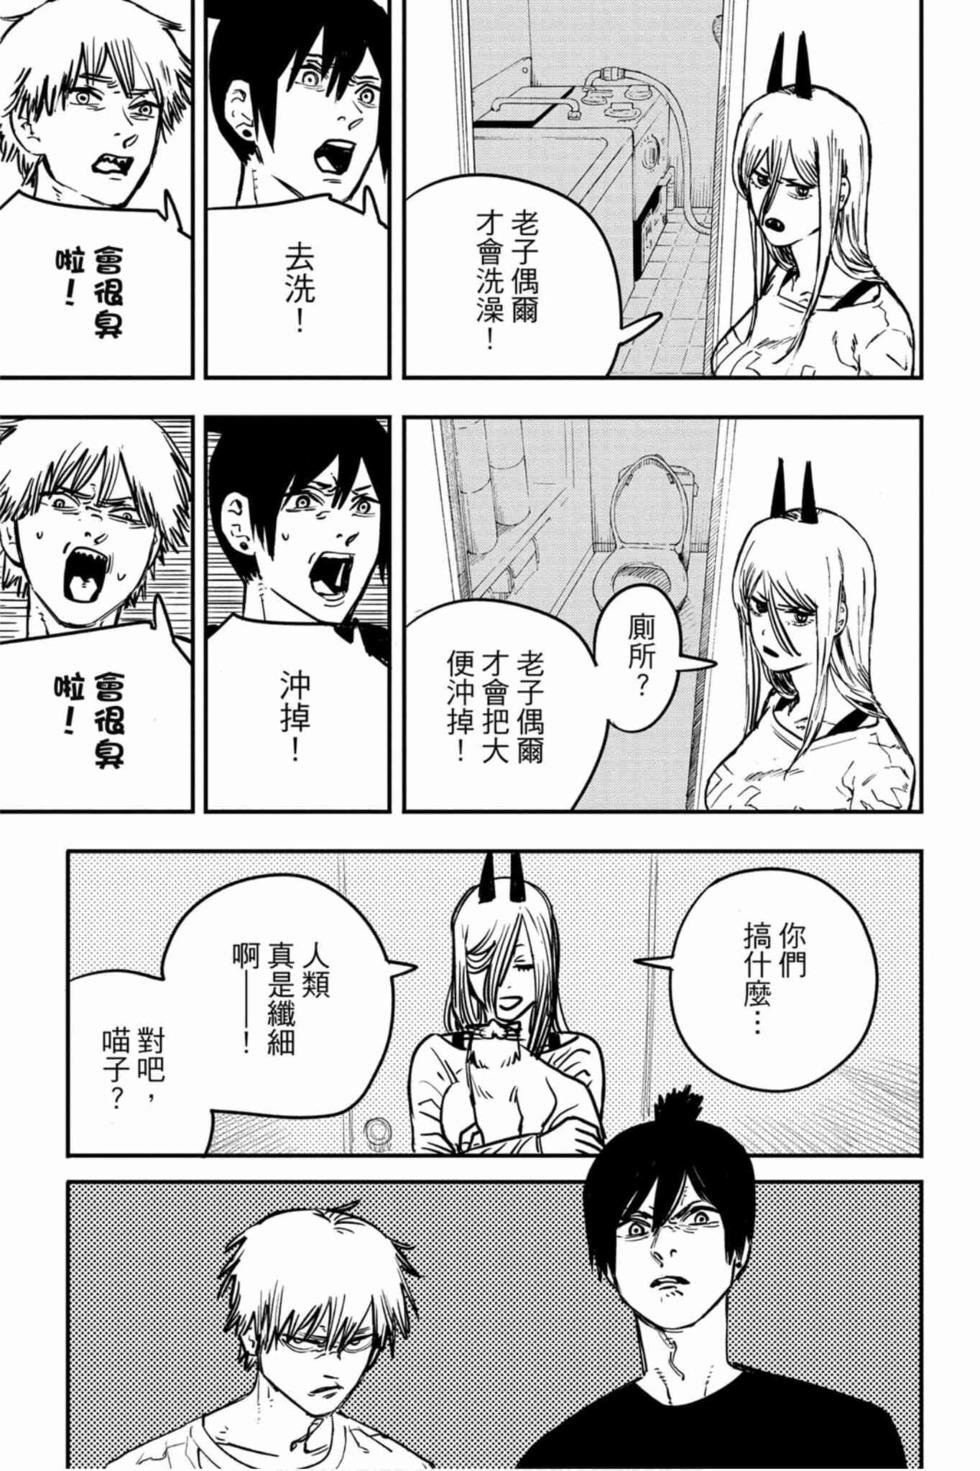 老子偶爾
才會洗澡！
去洗！
會很臭
啦！
廁所？
老子偶爾
才會把大
便沖掉！
沖掉！
會很臭
啦！
你們
搞什麼…
人類
真是纖細
啊——！
對吧，
喵子？